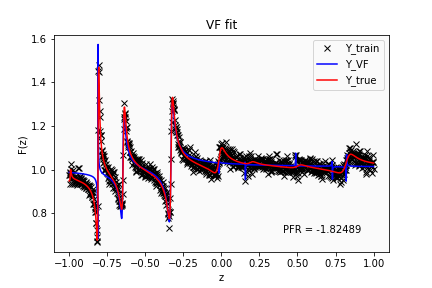 VF fit
Y_train
Y_VF
Y_true
1.6
1.4
1.2
1.0
0.8
F(z)
PFR = -1.82489
−1.00 −0.75 −0.50 −0.25 0.00 0.25 0.50 0.75 1.00
z